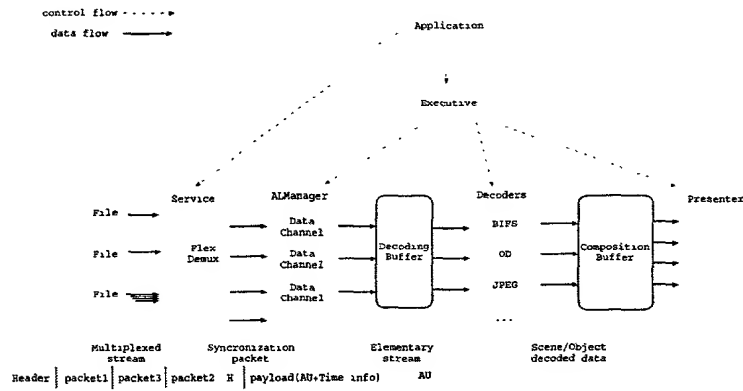 control flow
data flow
Application
Executive
Service
ALManager
Decoders
Presenter
File
File
File
Flex
Demux
Data
Channel
Data
Channel
Data
Channel
Decoding
Buffer
BIFS
OD
JPEG
...
Composition
Buffer
Multiplexed
stream
Syncronization
packet
Elementary
stream
Scene/Object
decoded data
Header packet1 packet3 packet2 H payload(AU+Time info) AU